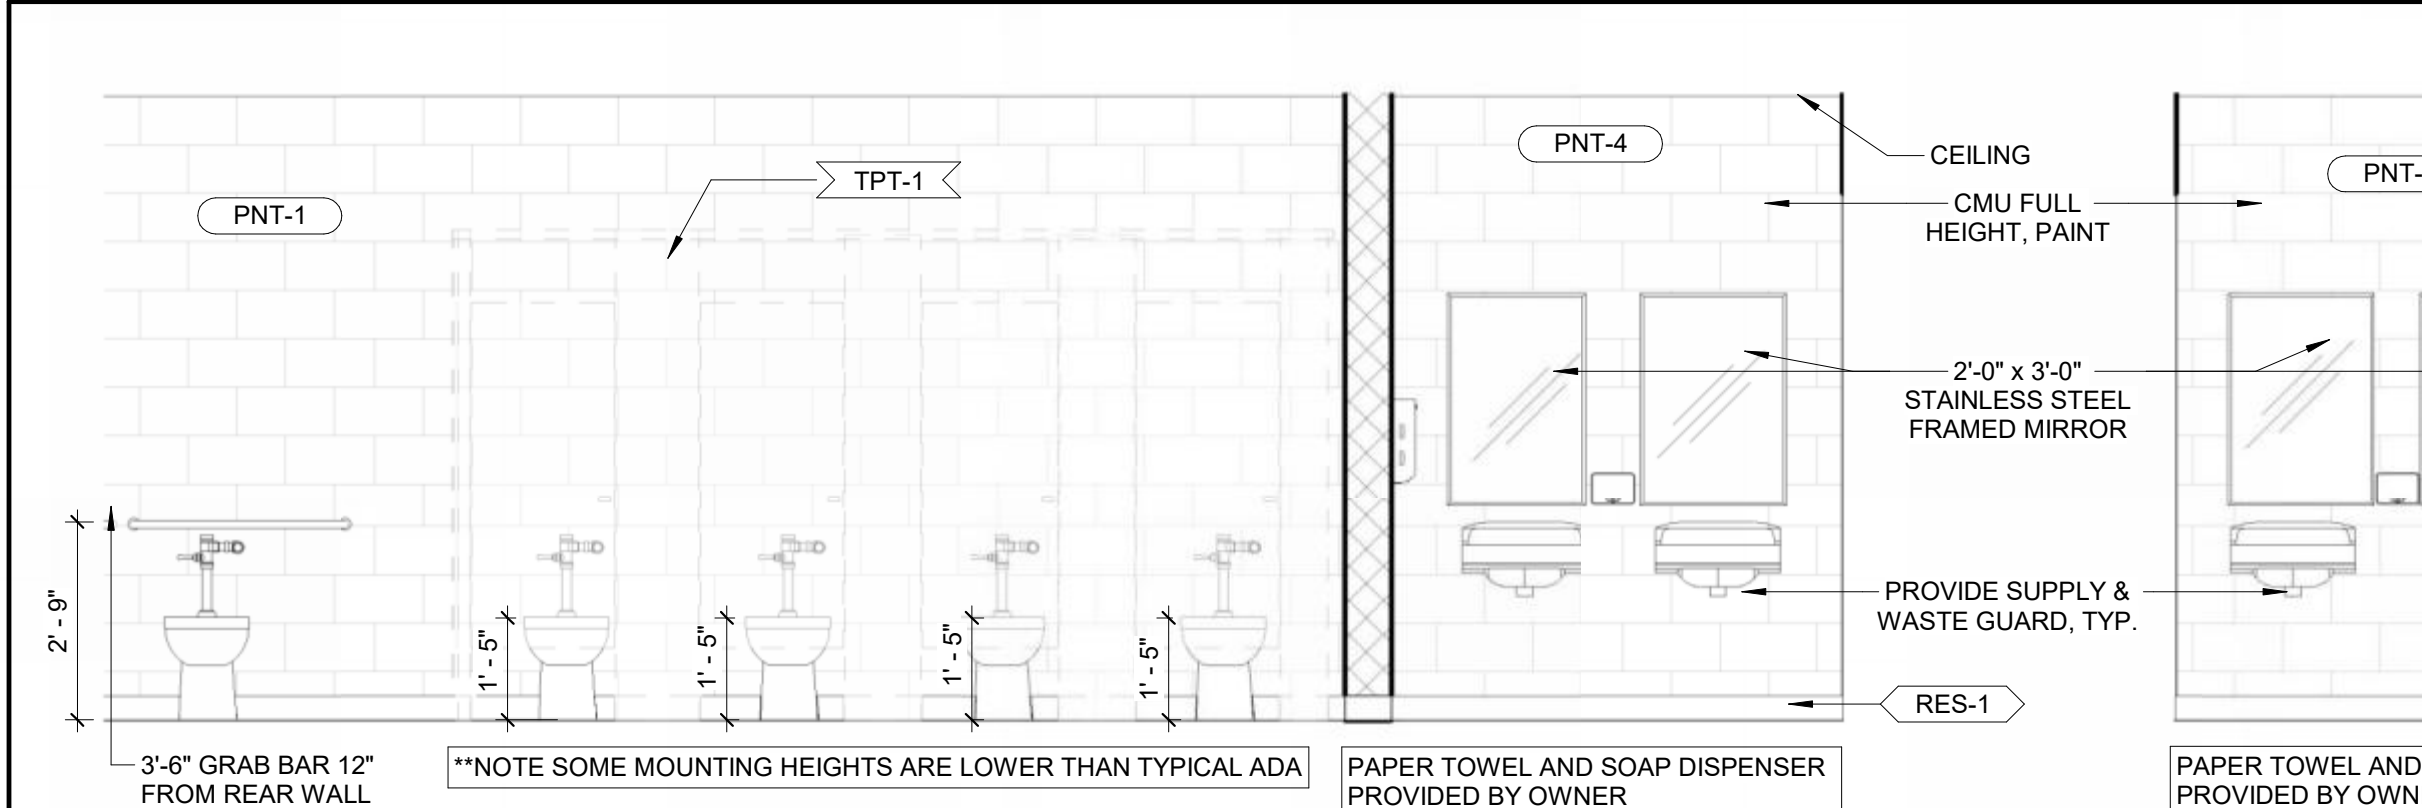 PNT-4
CEILING
TPT-1
PNT-
PNT-1
CMU FULL
HEIGHT, PAINT
2'-0" x 3'-0"
STAINLESS STEEL
FRAMED MIRROR
2' - 9"
1' - 5"
1' - 5"
1' - 5"
1' - 5"
PROVIDE SUPPLY &
WASTE GUARD, TYP.
RES-1
3'-6" GRAB BAR 12"
FROM REAR WALL
**NOTE SOME MOUNTING HEIGHTS ARE LOWER THAN TYPICAL ADA
PAPER TOWEL AND SOAP DISPENSER
PROVIDED BY OWNER
PAPER TOWEL AND
PROVIDED BY OWN